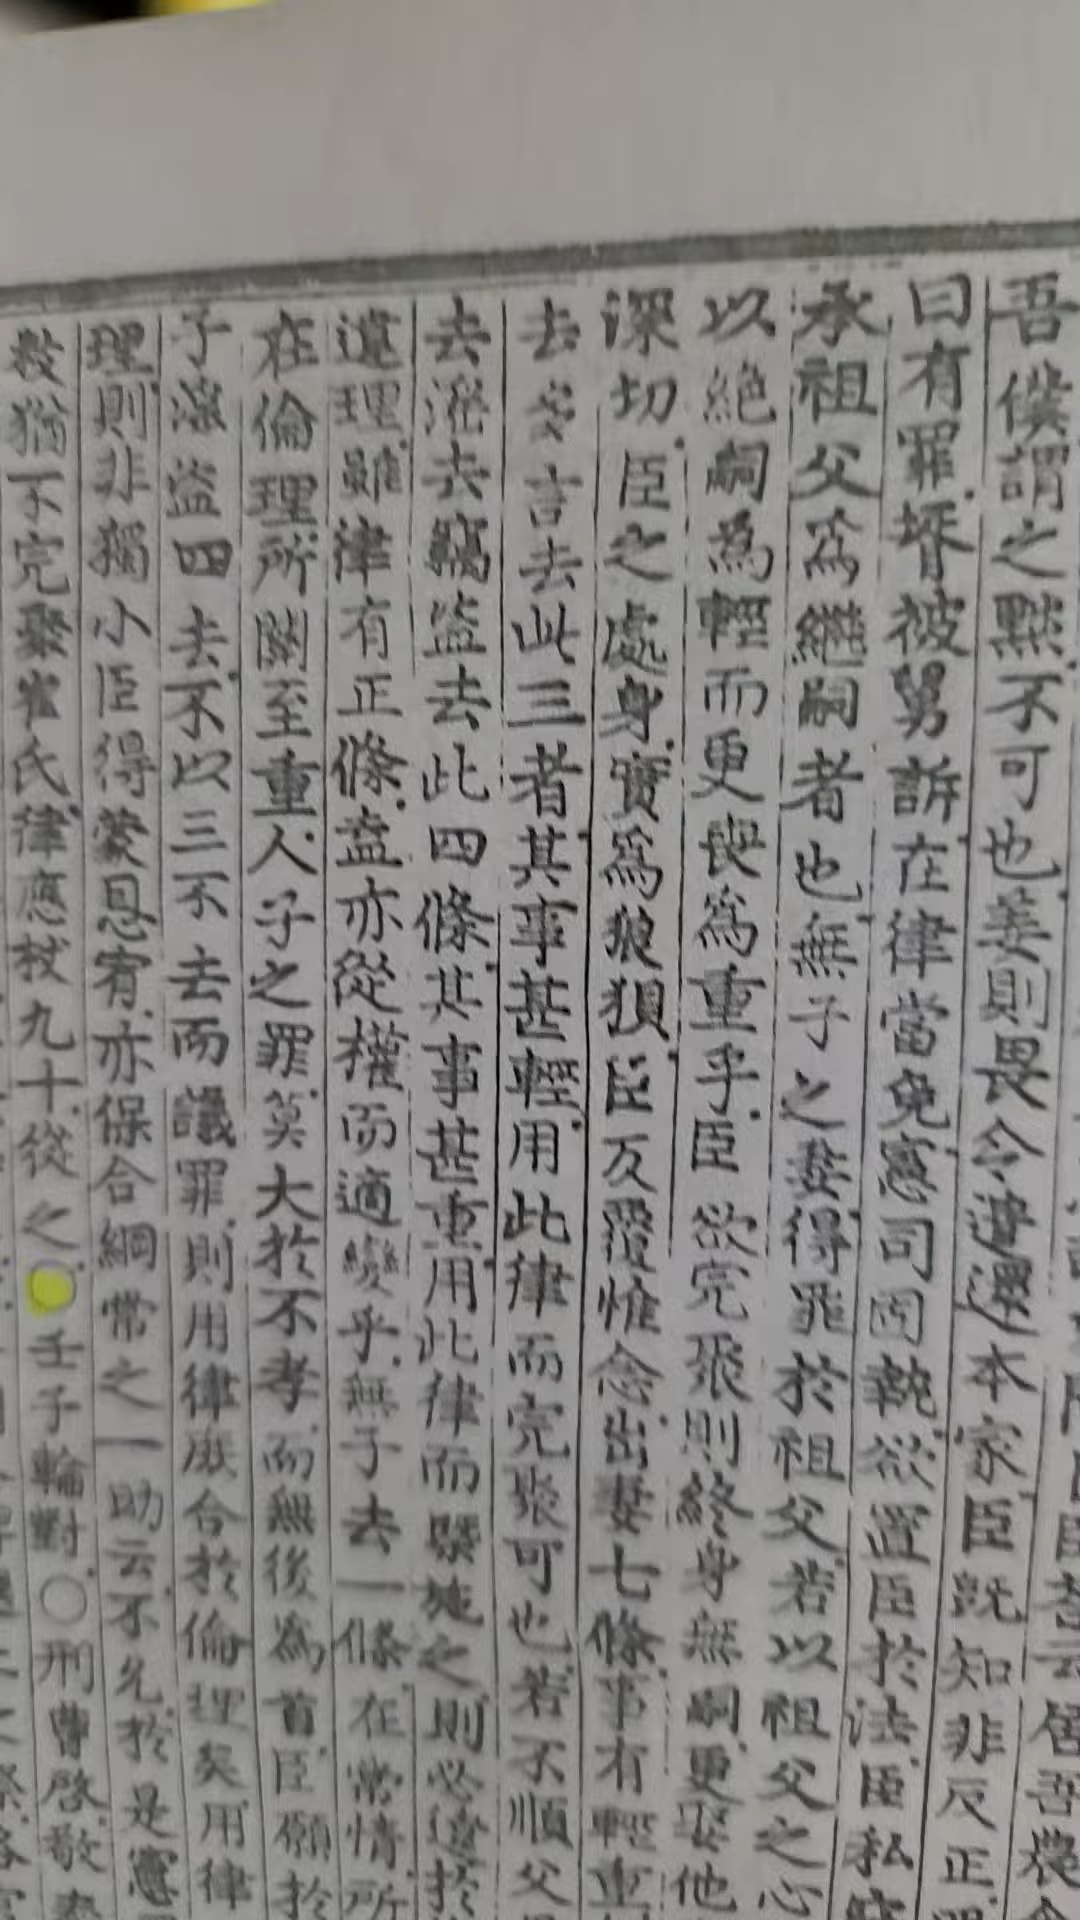 吾僕謂之黙不可也姜則畏令遣還本家臣旣知非反正
曰有罪壻被舅訴在律當免憲司固執欲置臣於法臣私
承祖父爲繼嗣者也無子之妻得罪於祖父若以祖父之心
以絶嗣爲輕而更喪爲重乎臣欲完聚則終身無嗣更娶他
深切臣之處身實爲狼狽臣反覆惟念出妻七條事有輕重
去多言去此三者其事甚輕用此律而完聚可也若不順父
去淫去竊盜去此四條其事甚重用此律而槩施之則必違於
違理雖律有正條盍亦從權而適變乎無子去一條在常情所
在倫理所關至重人子之罪莫大於不孝而無後爲首臣願於
子淫盜四去不以三不去而議罪則用律庶合於倫理矣用律
理則非獨小臣得蒙恩宥亦保合綱常之一助云不允於是憲
敎猶不完聚崔氏律應杖九十從之壬子輪對○刑曹啓敬